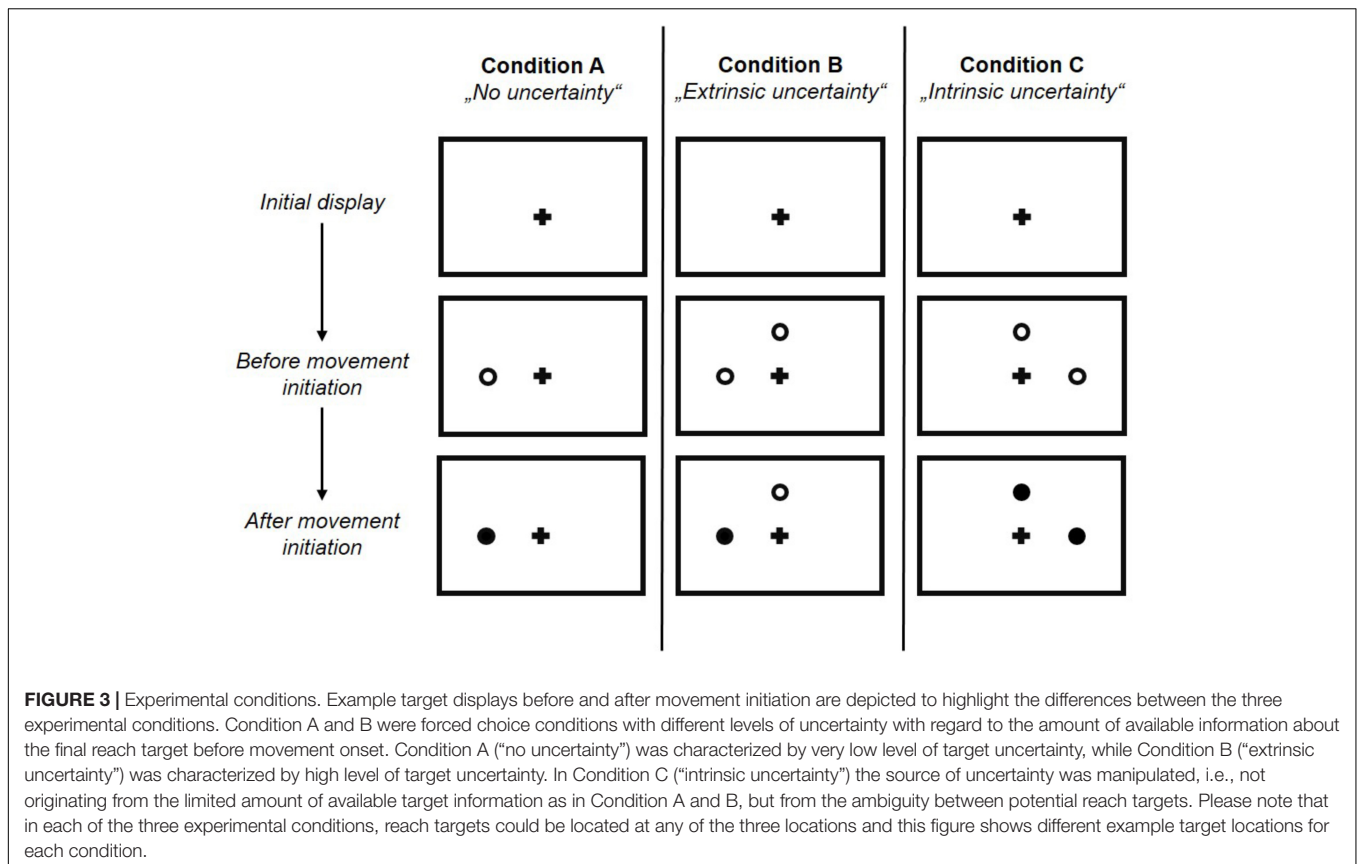 Condition A
„No uncertainty“
Condition B
„Extrinsic uncertainty“
Condition C
„Intrinsic uncertainty“
Initial display
Before movement
initiation
After movement
initiation
FIGURE 3 | Experimental conditions. Example target displays before and after movement initiation are depicted to highlight the differences between the three
experimental conditions. Condition A and B were forced choice conditions with different levels of uncertainty with regard to the amount of available information about
the final reach target before movement onset. Condition A (“no uncertainty”) was characterized by very low level of target uncertainty, while Condition B (“extrinsic
uncertainty”) was characterized by high level of target uncertainty. In Condition C (“intrinsic uncertainty”) the source of uncertainty was manipulated, i.e., not
originating from the limited amount of available target information as in Condition A and B, but from the ambiguity between potential reach targets. Please note that
in each of the three experimental conditions, reach targets could be located at any of the three locations and this figure shows different example target locations for
each condition.